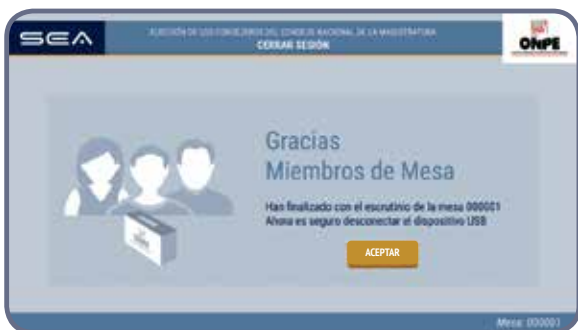 SEA
ELECCIÓN DE LOS CONSEJEROS DEL CONSEJO NACIONAL DE LA MAGISTRATURA
CERRAR SESIÓN
ONPE
Gracias
Miembros de Mesa
Han finalizado con el escrutinio de la mesa 000001
Ahora es seguro desconectar el dispositivo USB
ACEPTAR
Mesa: 000001